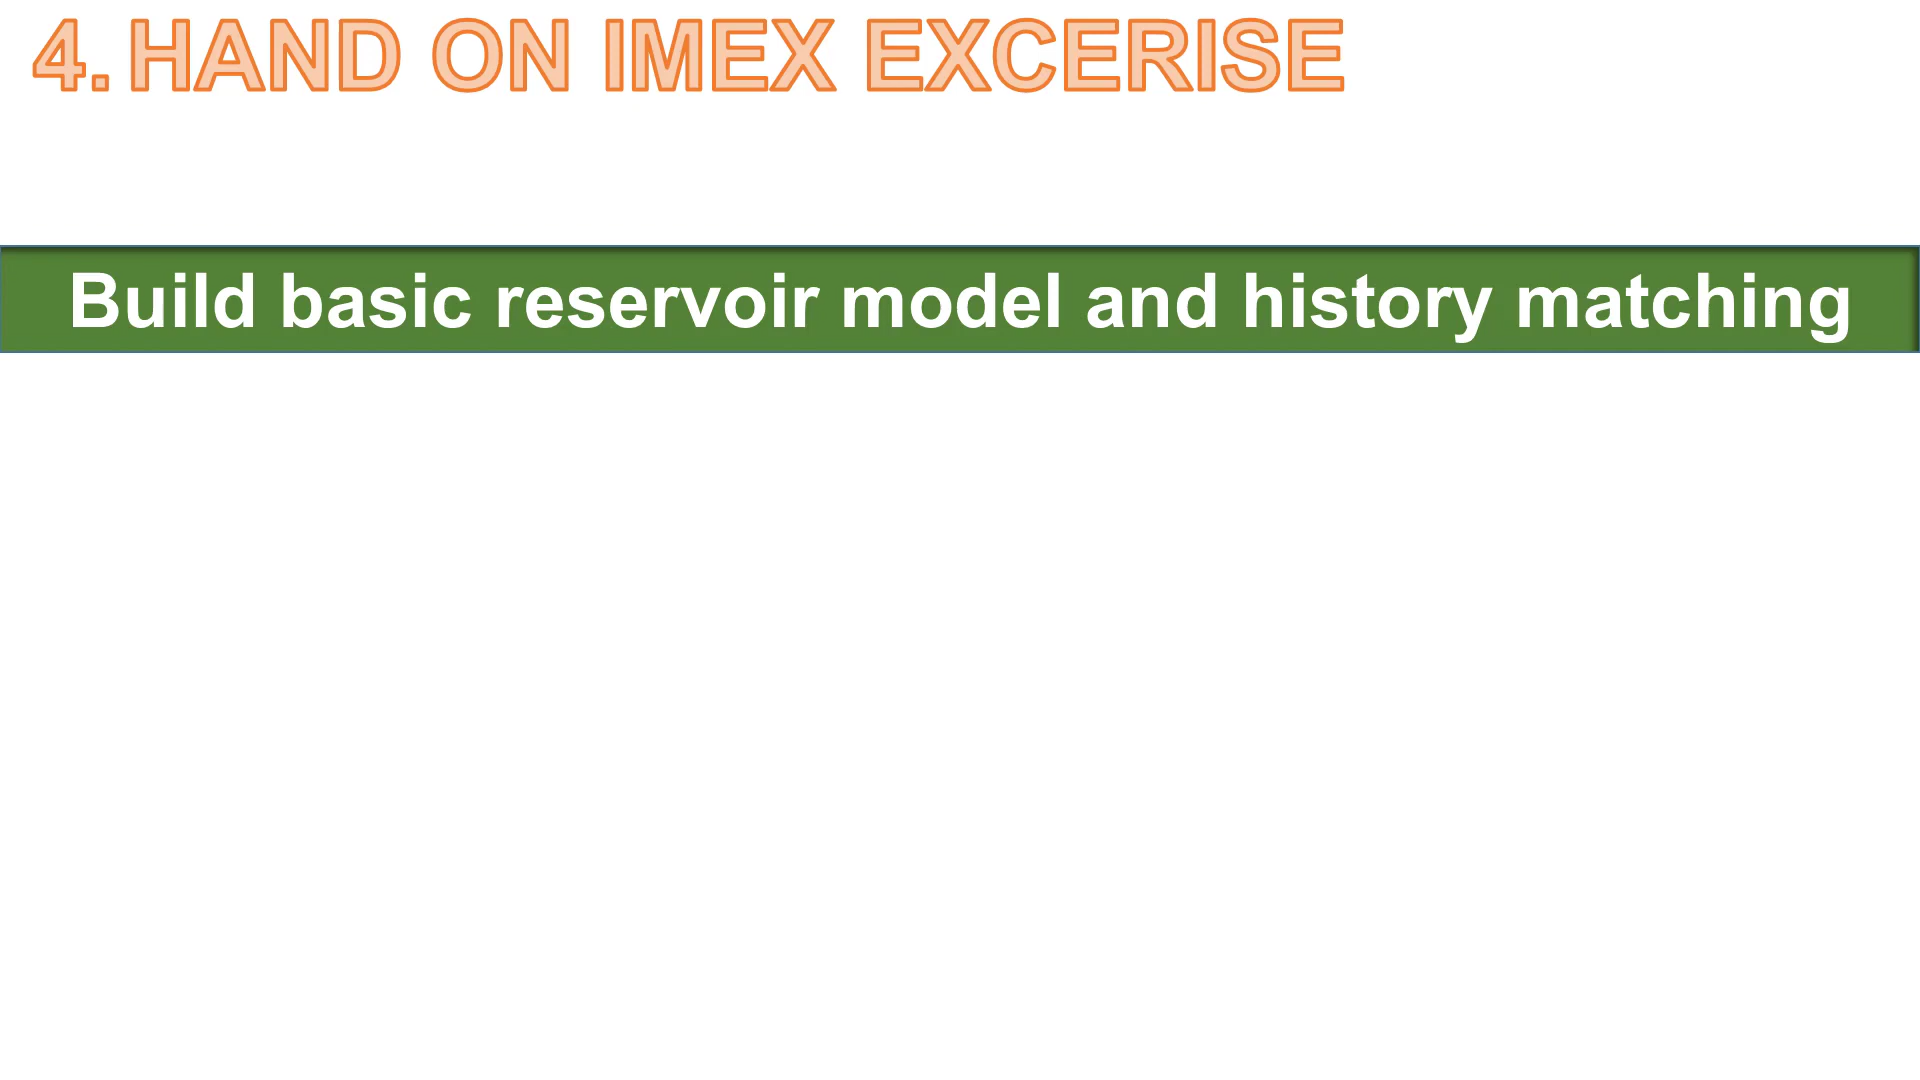 4. HAND ON IMEX EXCERISE
Build basic reservoir model and history matching